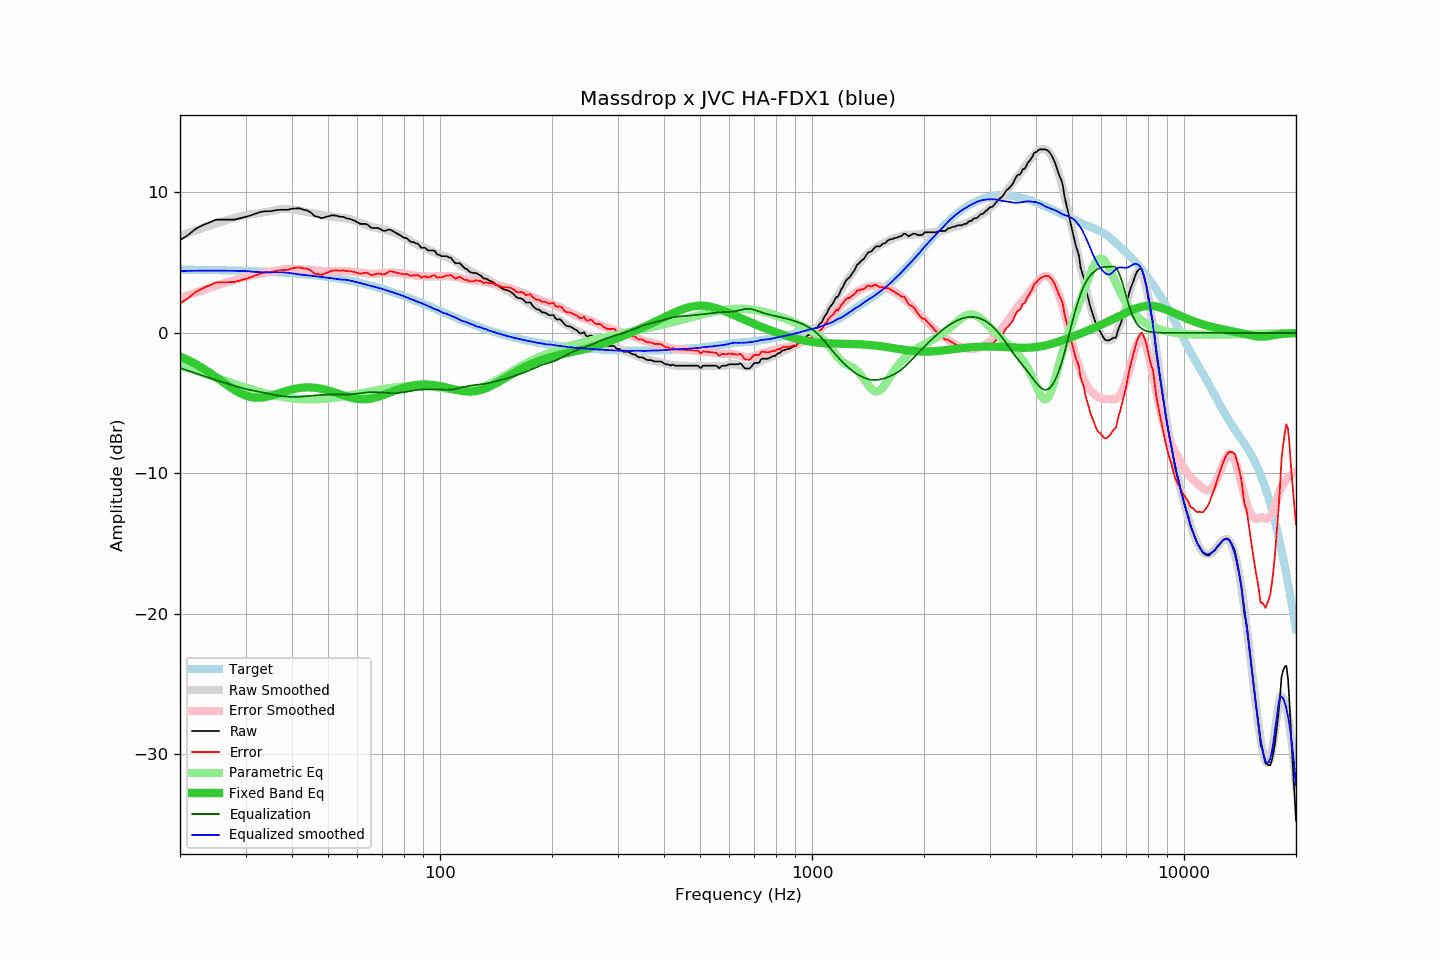 Massdrop x JVC HA-FDX1 (blue)
10
0
−10
−20
−30
Amplitude (dBr)
Target
Raw Smoothed
Error Smoothed
Raw
Error
Parametric Eq
Fixed Band Eq
Equalization
Equalized smoothed
100 1000 10000
Frequency (Hz)